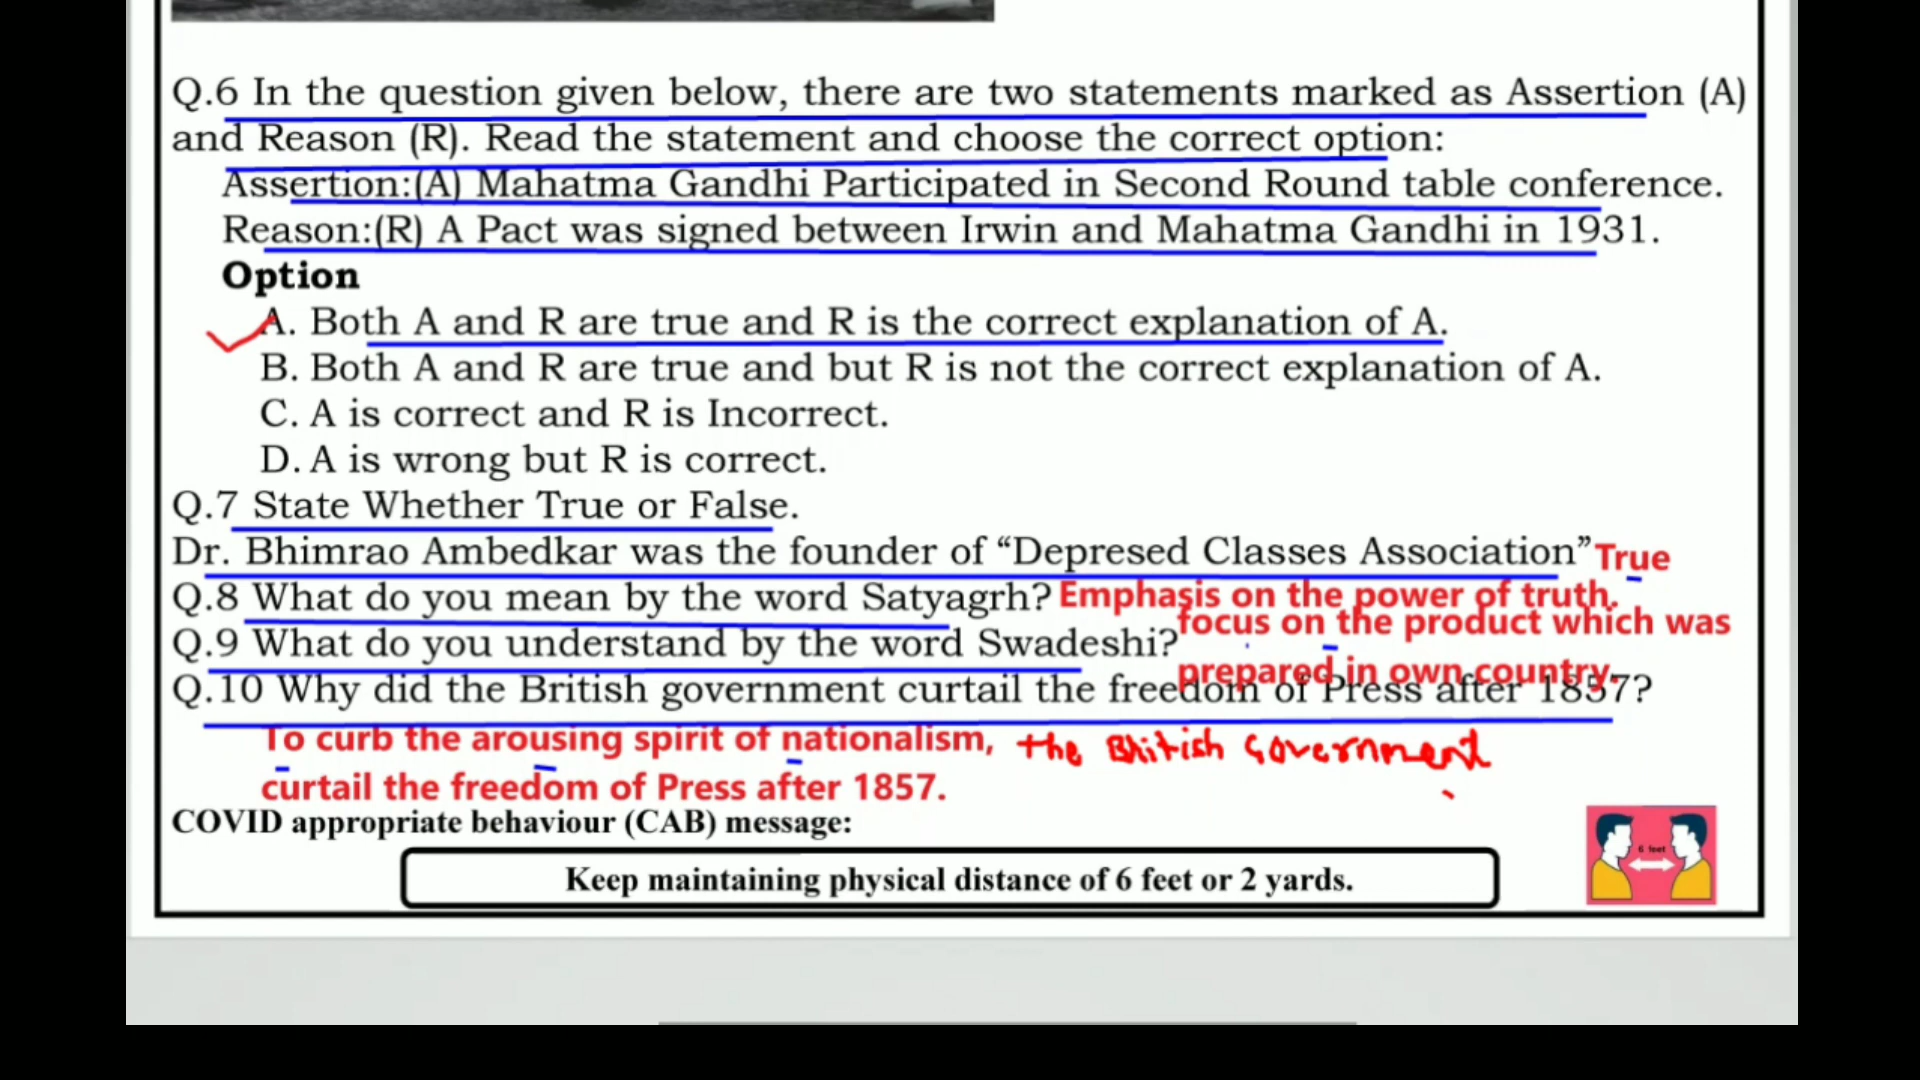 Q.6 In the question given below, there are two statements marked as Assertion (A)
and Reason (R). Read the statement and choose the correct option:
Assertion:(A) Mahatma Gandhi Participated in Second Round table conference.
Reason:(R) A Pact was signed between Irwin and Mahatma Gandhi in 1931.
Option
A. Both A and R are true and R is the correct explanation of A.
B. Both A and R are true and but R is not the correct explanation of A.
C. A is correct and R is Incorrect.
D. A is wrong but R is correct.
Q.7 State Whether True or False.
Dr. Bhimrao Ambedkar was the founder of “Depresed Classes Association” True
Q.8 What do you mean by the word Satyagrh? Emphasis on the power of truth.
focus on the product which was
Q.9 What do you understand by the word Swadeshi?
prepared in own country.
Q.10 Why did the British government curtail the freedom of Press after 1857?
To curb the arousing spirit of nationalism, the British Government
curtail the freedom of Press after 1857.
COVID appropriate behaviour (CAB) message:
6 feet
Keep maintaining physical distance of 6 feet or 2 yards.